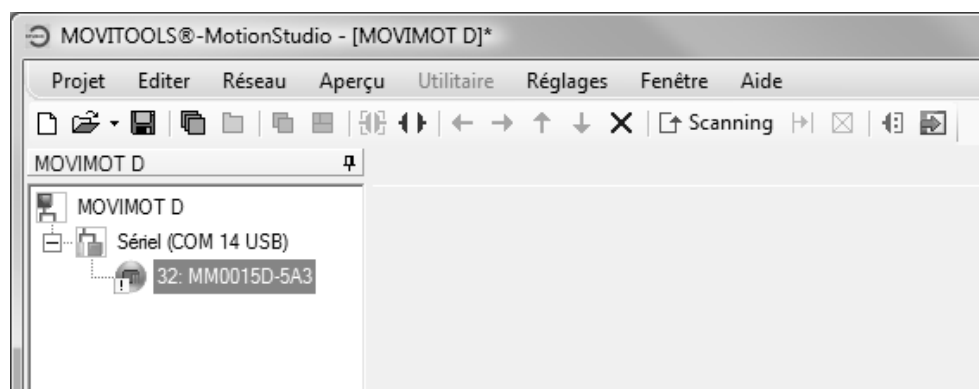 MOVITOOLS®-MotionStudio - [MOVIMOT D]*
Projet Editer Réseau Aperçu Utilitaire Réglages Fenêtre Aide
Scanning
MOVIMOT D
MOVIMOT D
Sériel (COM 14 USB)
32: MM0015D-5A3